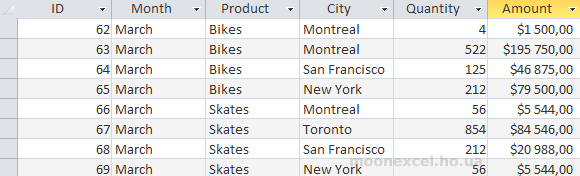 ID Month Product City Quantity Amount
62 March Bikes Montreal 4 $1 500,00
63 March Bikes Montreal 522 $195 750,00
64 March Bikes San Francisco 125 $46 875,00
65 March Bikes New York 212 $79 500,00
66 March Skates Montreal 56 $5 544,00
67 March Skates Toronto 854 $84 546,00
68 March Skates San Francisco 212 $20 988,00
69 March Skates New York 56 $5 544,00
moonexcel.ho.ua